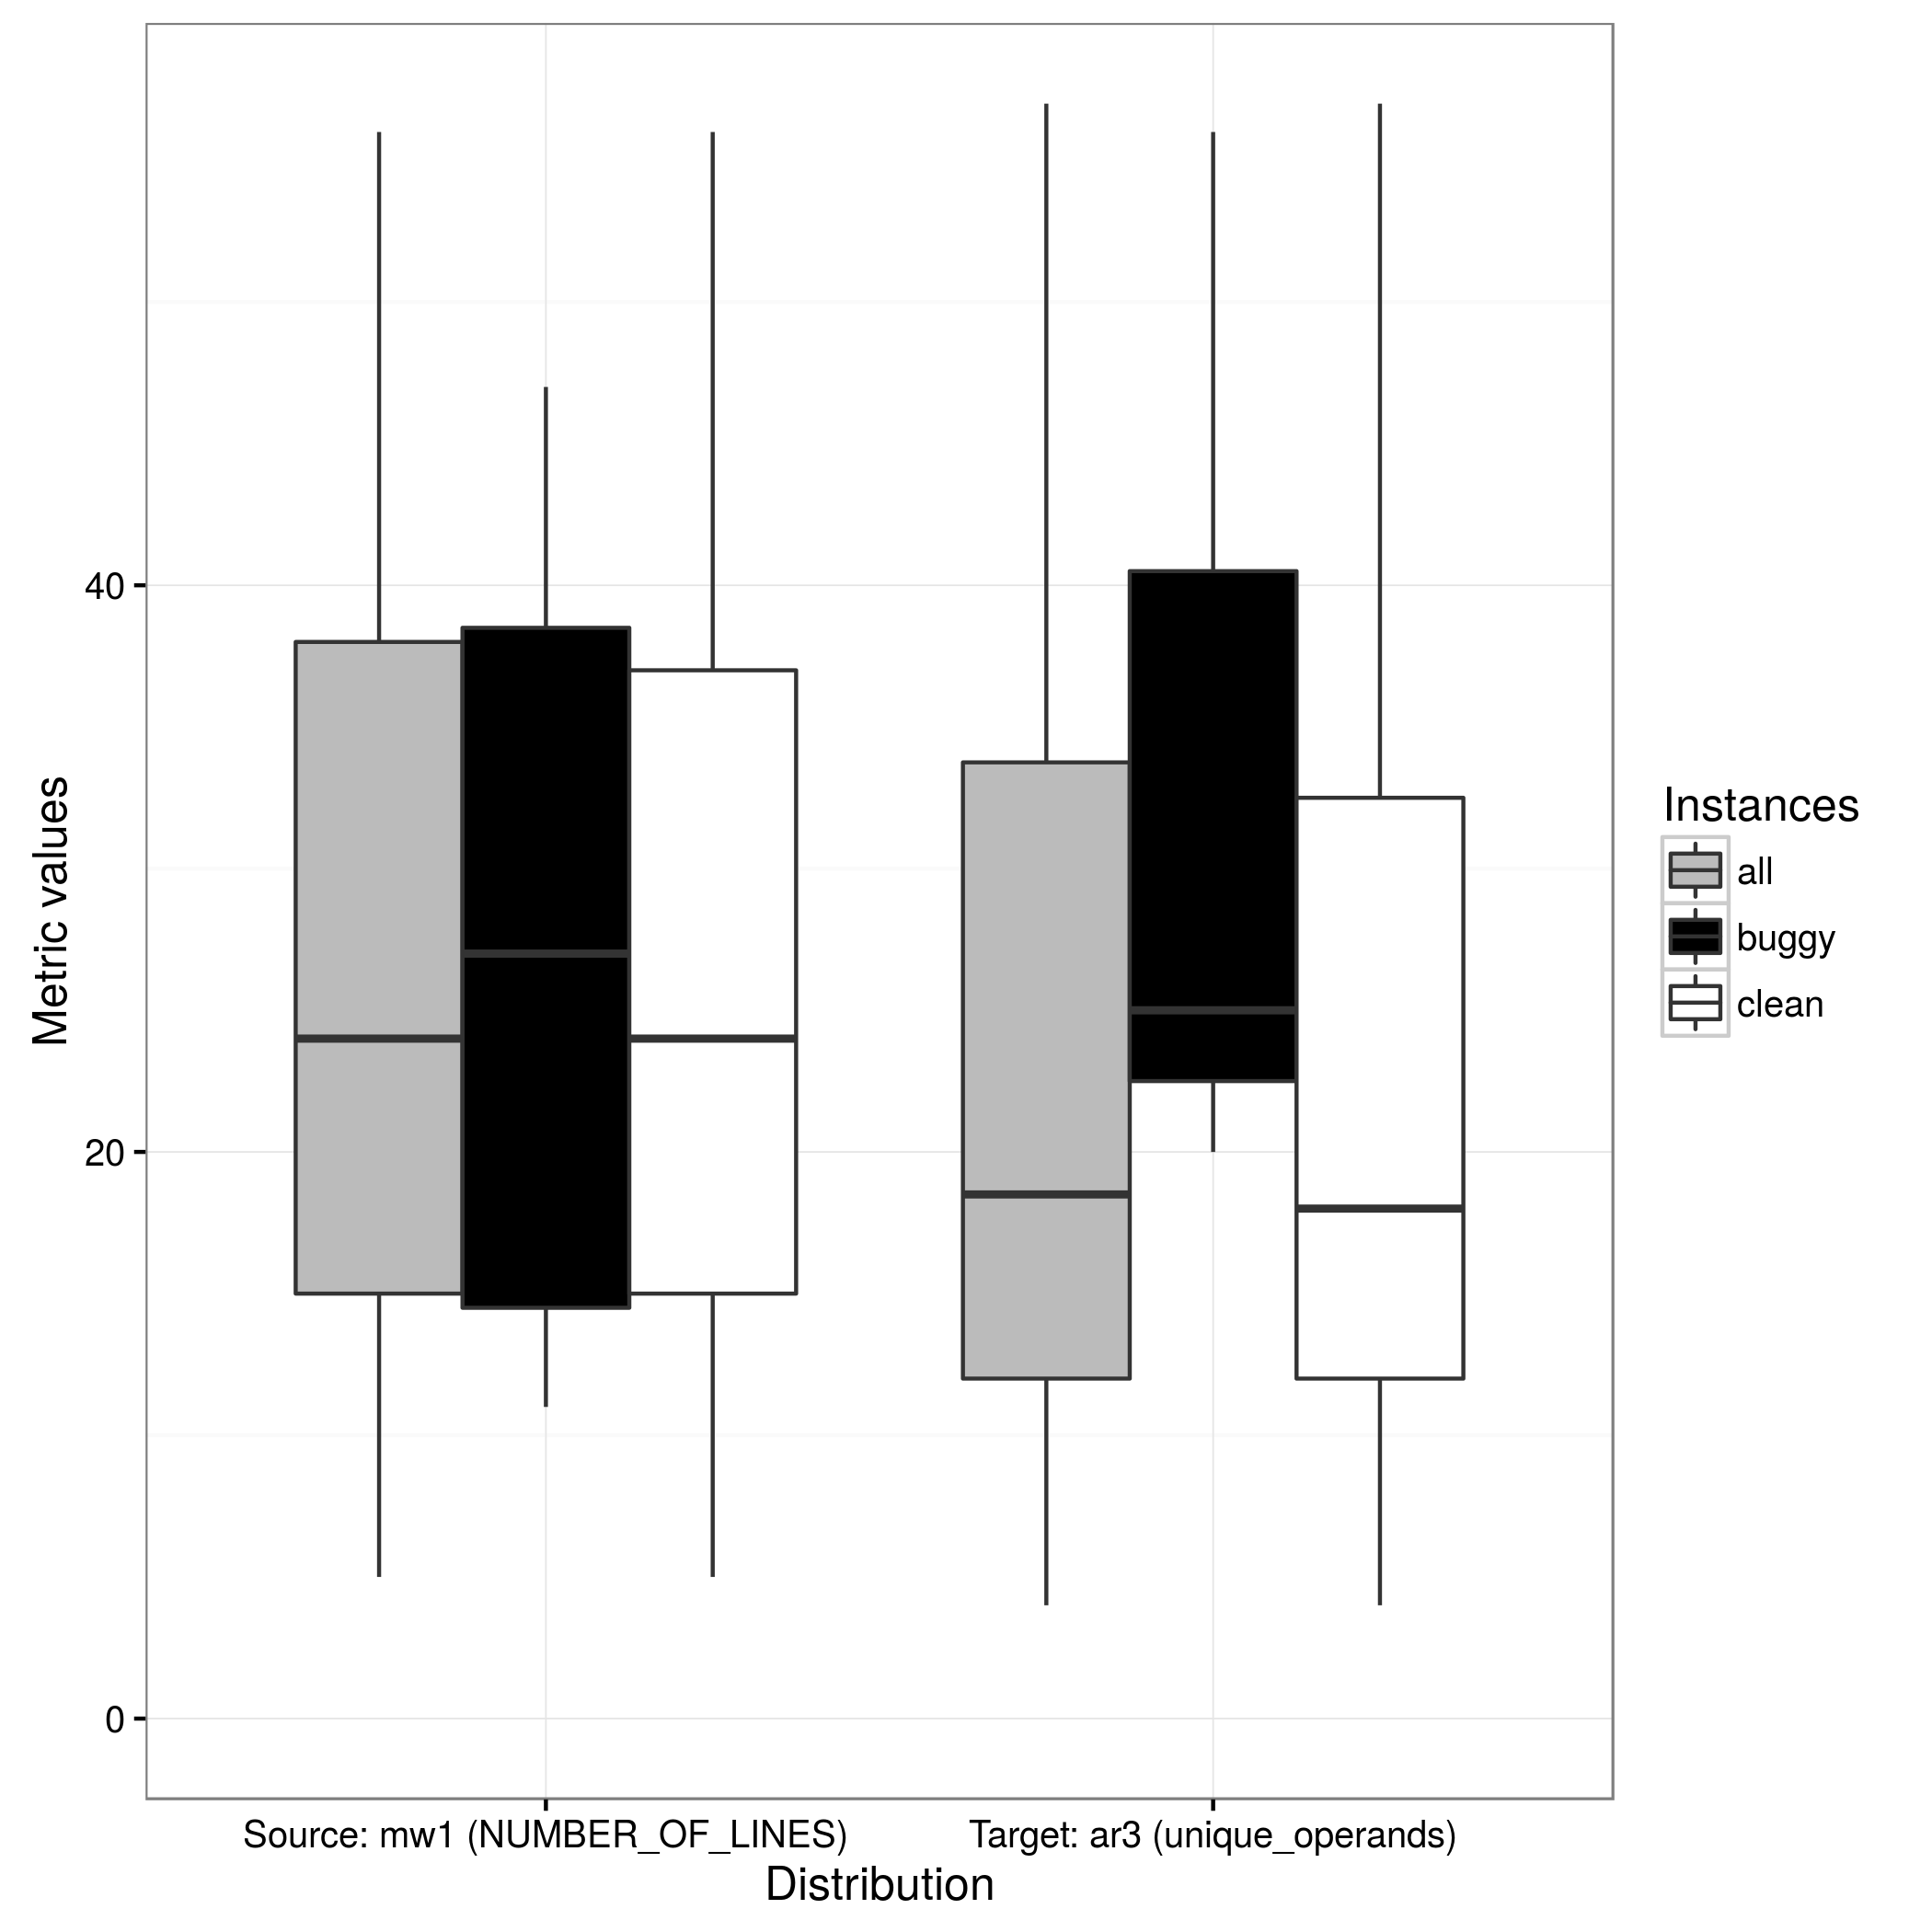 Metric values
40
20
0
Source: mw1 (NUMBER_OF_LINES)
Target: ar3 (unique_operands)
Distribution
Instances
all
buggy
clean